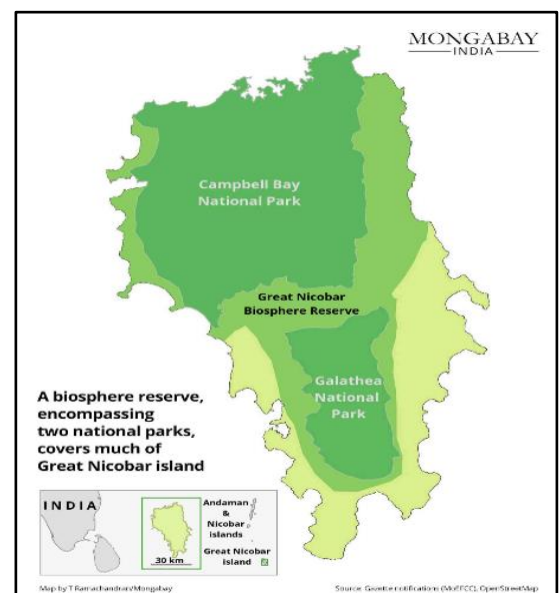 MONGABAY
INDIA
Campbell Bay
National Park
Great Nicobar
Biosphere Reserve
Galathea
National
Park
A biosphere reserve,
encompassing
two national parks,
covers much of
Great Nicobar island
INDIA
Andaman
&
Nicobar
islands
Great Nicobar
Island
30 km
Map by T Ramachandran/Mongabay
Source: Gazette notifications (MoEFCC), OpenStreetMap